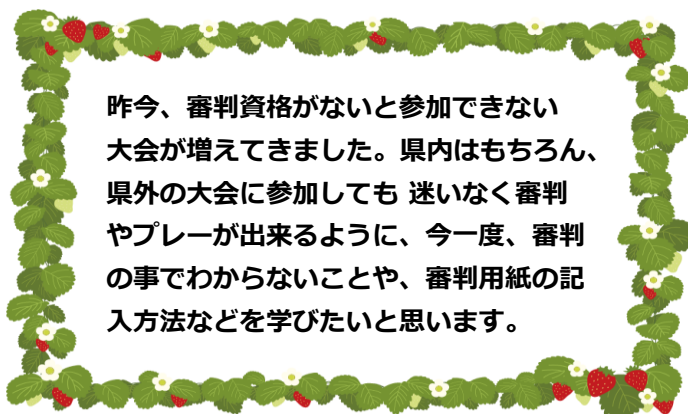 昨今、審判資格がないと参加できない
大会が増えてきました。県内はもちろん、
県外の大会に参加しても 迷いなく審判
やプレーが出来るように、今一度、審判
の事でわからないことや、審判用紙の記
入方法などを学びたいと思います。